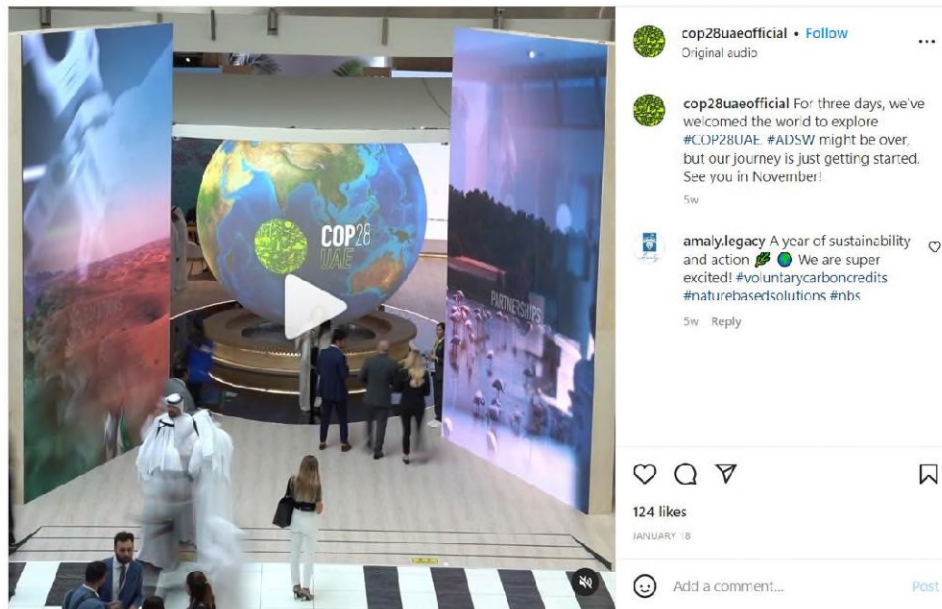 COP28
UAE
PARTNERSHIPS
cop28uaeofficial • Follow
Original audio
cop28uaeofficial For three days, we've
welcomed the world to explore
#COP28UAE. #ADSW might be over,
but our journey is just getting started.
See you in November!
5w
amaly.legacy A year of sustainability
and action 🌿 🌍 We are super
excited! #voluntarycarboncredits
#naturebasedsolutions #nbs
5w Reply
124 likes
JANUARY 18
Add a comment...
Post